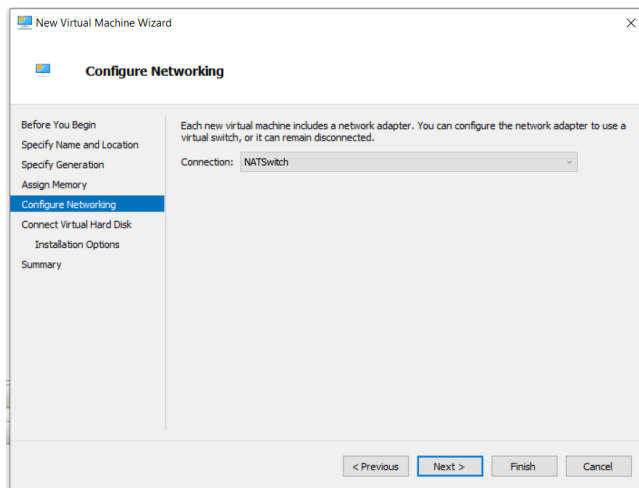 New Virtual Machine Wizard
Configure Networking
Before You Begin
Specify Name and Location
Specify Generation
Assign Memory
Configure Networking
Connect Virtual Hard Disk
Installation Options
Summary
Each new virtual machine includes a network adapter. You can configure the network adapter to use a
virtual switch, or it can remain disconnected.
Connection: NATSwitch
< Previous Next > Finish Cancel